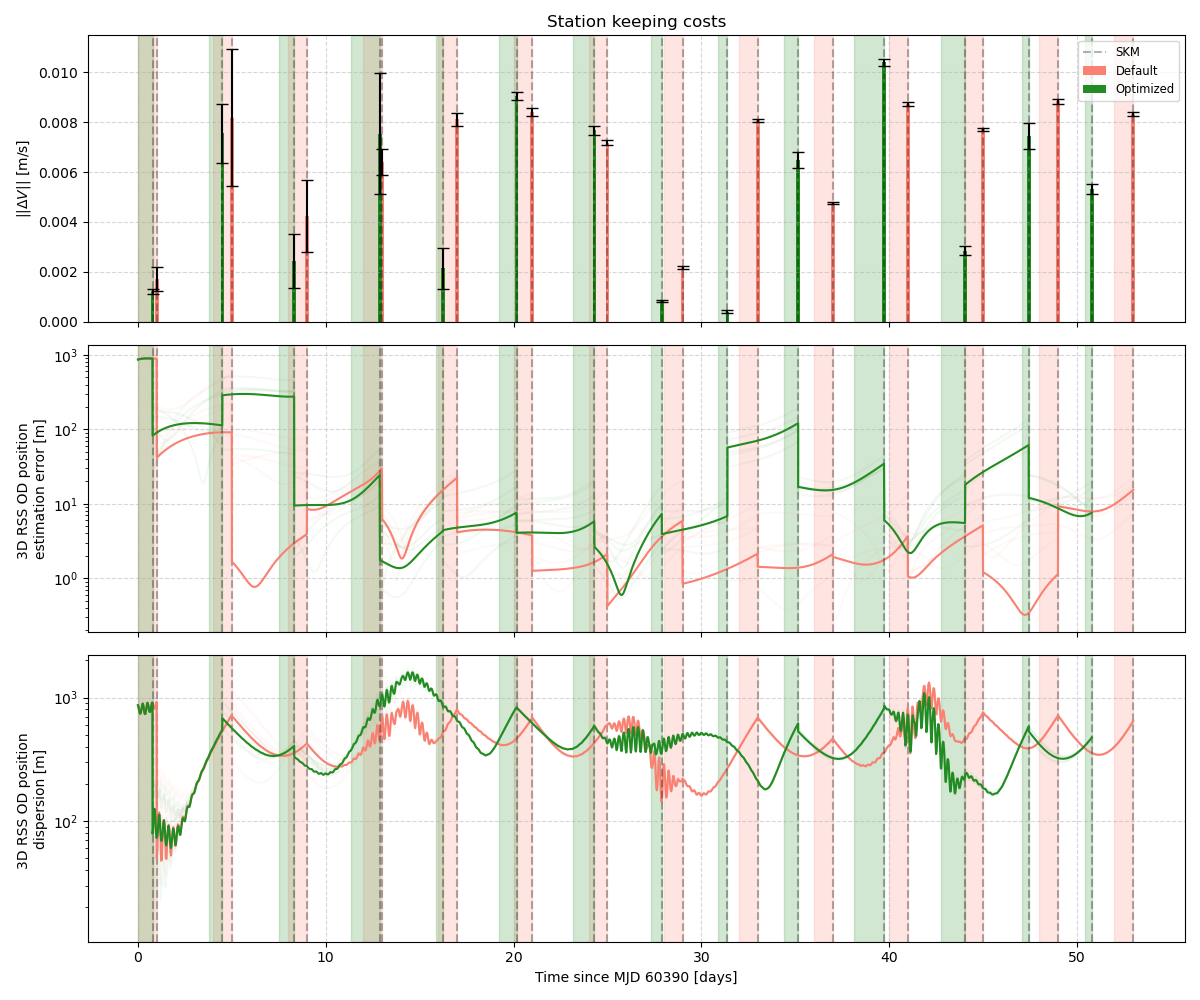 Station keeping costs
||ΔV|| [m/s]
0.010
0.008
0.006
0.004
0.002
0.000
SKM
Default
Optimized
3D RSS OD position
estimation error [m]
10³
10²
10¹
10⁰
3D RSS OD position
dispersion [m]
10³
10²
0
10
20
30
40
50
Time since MJD 60390 [days]